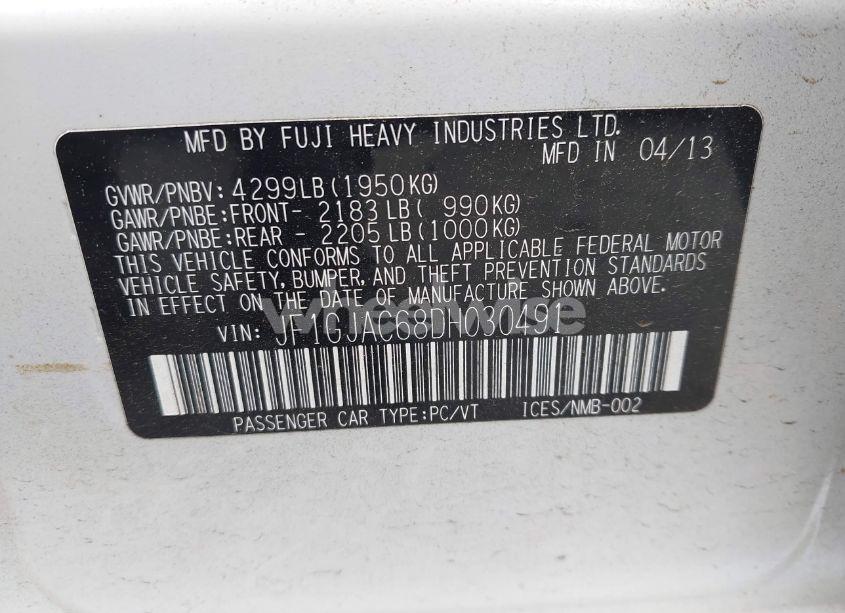 MFD BY FUJI HEAVY INDUSTRIES LTD.
MFD IN 04/13
GVWR/PNBV: 4299LB(1950KG)
GAWR/PNBE:FRONT- 2183LB( 990KG)
GAWR/PNBE:REAR - 2205LB(1000KG)
THIS VEHICLE CONFORMS TO ALL APPLICABLE FEDERAL MOTOR
VEHICLE SAFETY, BUMPER, AND THEFT PREVENTION STANDARDS
IN EFFECT ON THE DATE OF MANUFACTURE SHOWN ABOVE.
VIN: JF1GJAC68DH030491
PASSENGER CAR TYPE:PC/VT ICES/NMB-002